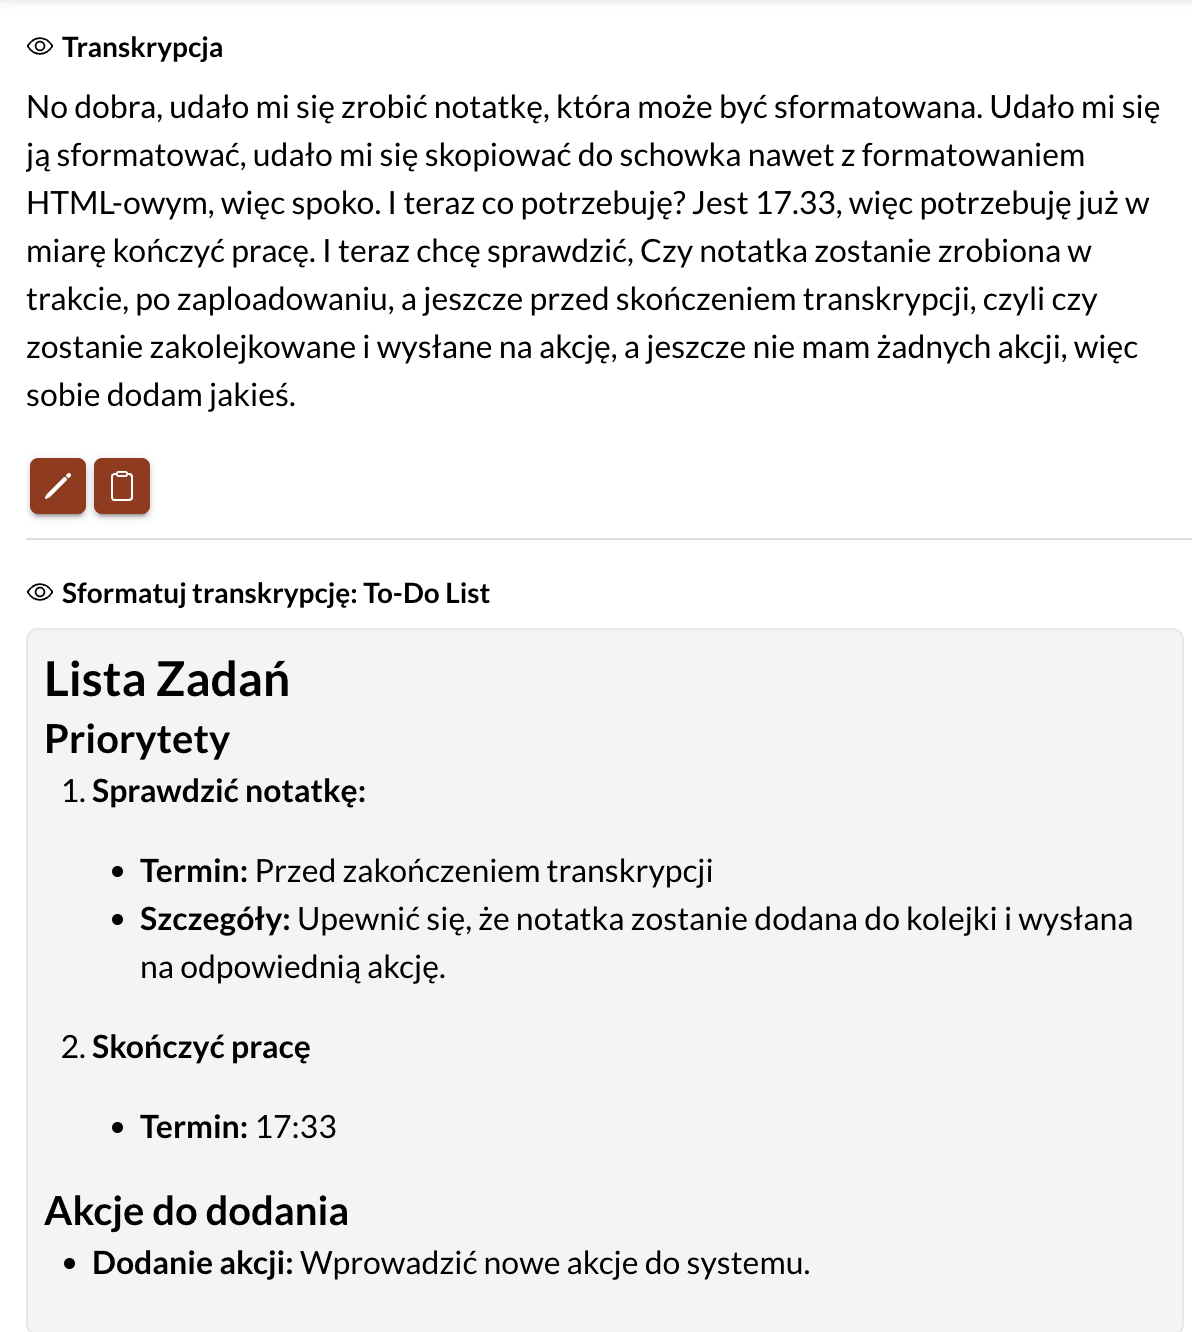 Transkrypcja
No dobra, udało mi się zrobić notatkę, która może być sformatowana. Udało mi się
ją sformatować, udało mi się skopiować do schowka nawet z formatowaniem
HTML-owym, więc spoko. I teraz co potrzebuję? Jest 17.33, więc potrzebuję już w
miarę kończyć pracę. I teraz chcę sprawdzić, Czy notatka zostanie zrobiona w
trakcie, po zaploadowaniu, a jeszcze przed skończeniem transkrypcji, czyli czy
zostanie zakolejkowane i wysłane na akcję, a jeszcze nie mam żadnych akcji, więc
sobie dodam jakieś.
Sformatuj transkrypcję: To-Do List
Lista Zadań
Priorytety
1. Sprawdzić notatkę:
• Termin: Przed zakończeniem transkrypcji
• Szczegóły: Upewnić się, że notatka zostanie dodana do kolejki i wysłana
na odpowiednią akcję.
2. Skończyć pracę
• Termin: 17:33
Akcje do dodania
• Dodanie akcji: Wprowadzić nowe akcje do systemu.